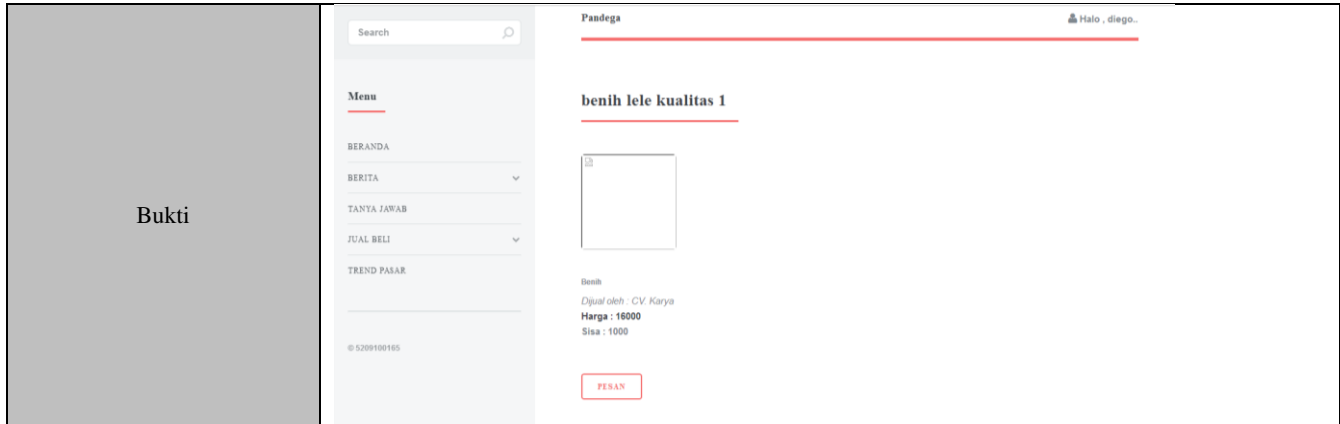 Bukti
Search
Menu
BERANDA
BERITA
TANYA JAWAB
JUAL BELI
TREND PASAR
© 5209100165
Pandega
Halo , diego..
benih lele kualitas 1
Benih
Dijual oleh : CV. Karya
Harga : 16000
Sisa : 1000
PESAN